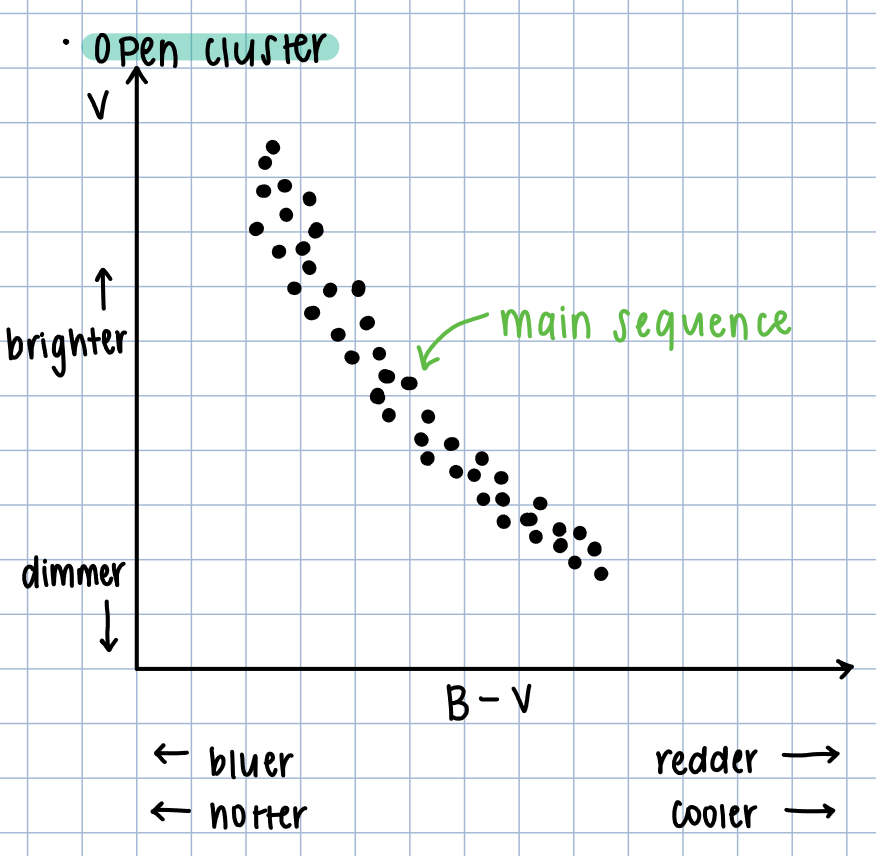 · Open cluster
V
main sequence
brighter
dimmer
B - V
← bluer redder →
← hotter cooler →